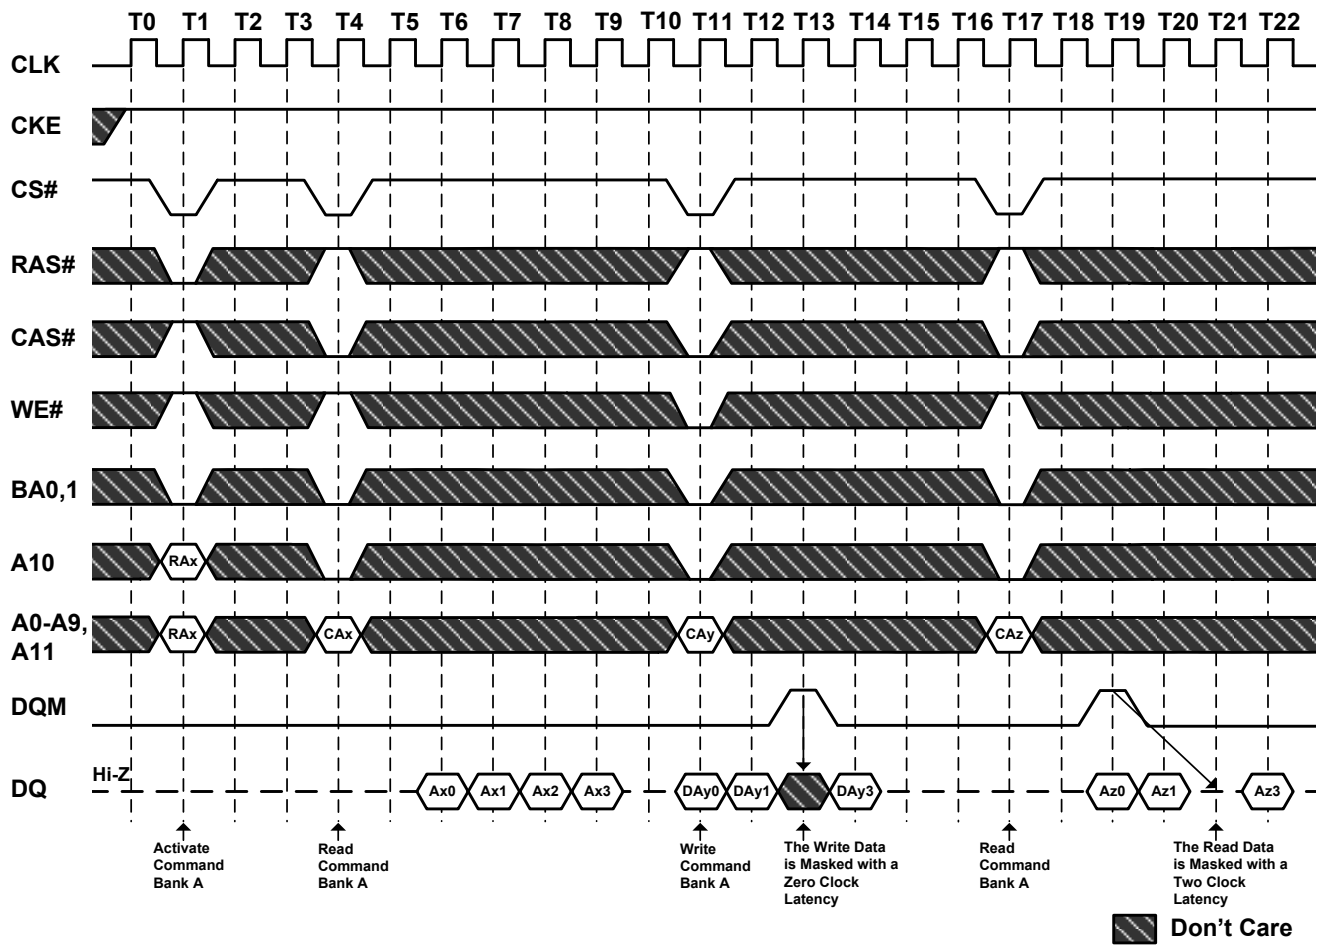 T0 T1 T2 T3 T4 T5 T6 T7 T8 T9 T10 T11 T12 T13 T14 T15 T16 T17 T18 T19 T20 T21 T22
CLK
CKE
CS#
RAS#
CAS#
WE#
BA0,1
A10
RAx
A0-A9,
A11
RAx CAx CAy CAz
DQM
DQ
Hi-Z
Ax0 Ax1 Ax2 Ax3 DAy0 DAy1 DAy3 Az0 Az1 Az3
Activate
Command
Bank A
Read
Command
Bank A
Write
Command
Bank A
The Write Data
is Masked with a
Zero Clock
Latency
Read
Command
Bank A
The Read Data
is Masked with a
Two Clock
Latency
Don't Care